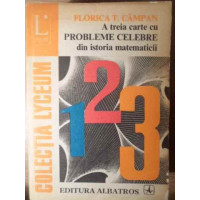 L
FLORICA T. CÂMPAN
A treia carte cu
PROBLEME CELEBRE
din istoria matematicii
COLECȚIA LYCEUM
1 2 3
EDITURA ALBATROS